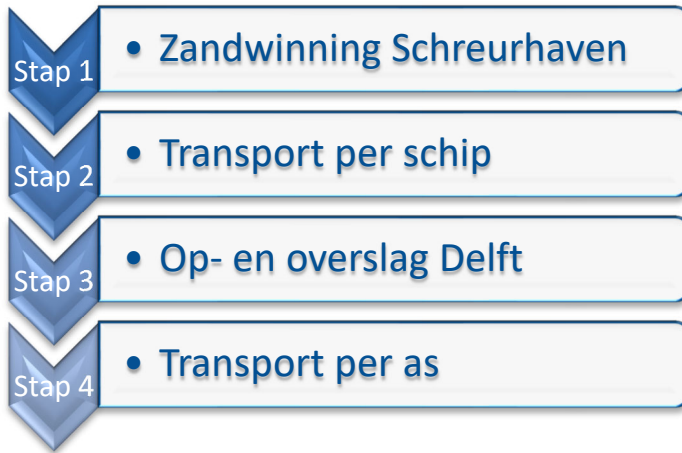 Stap 1
• Zandwinning Schreurhaven
Stap 2
• Transport per schip
Stap 3
• Op- en overslag Delft
Stap 4
• Transport per as